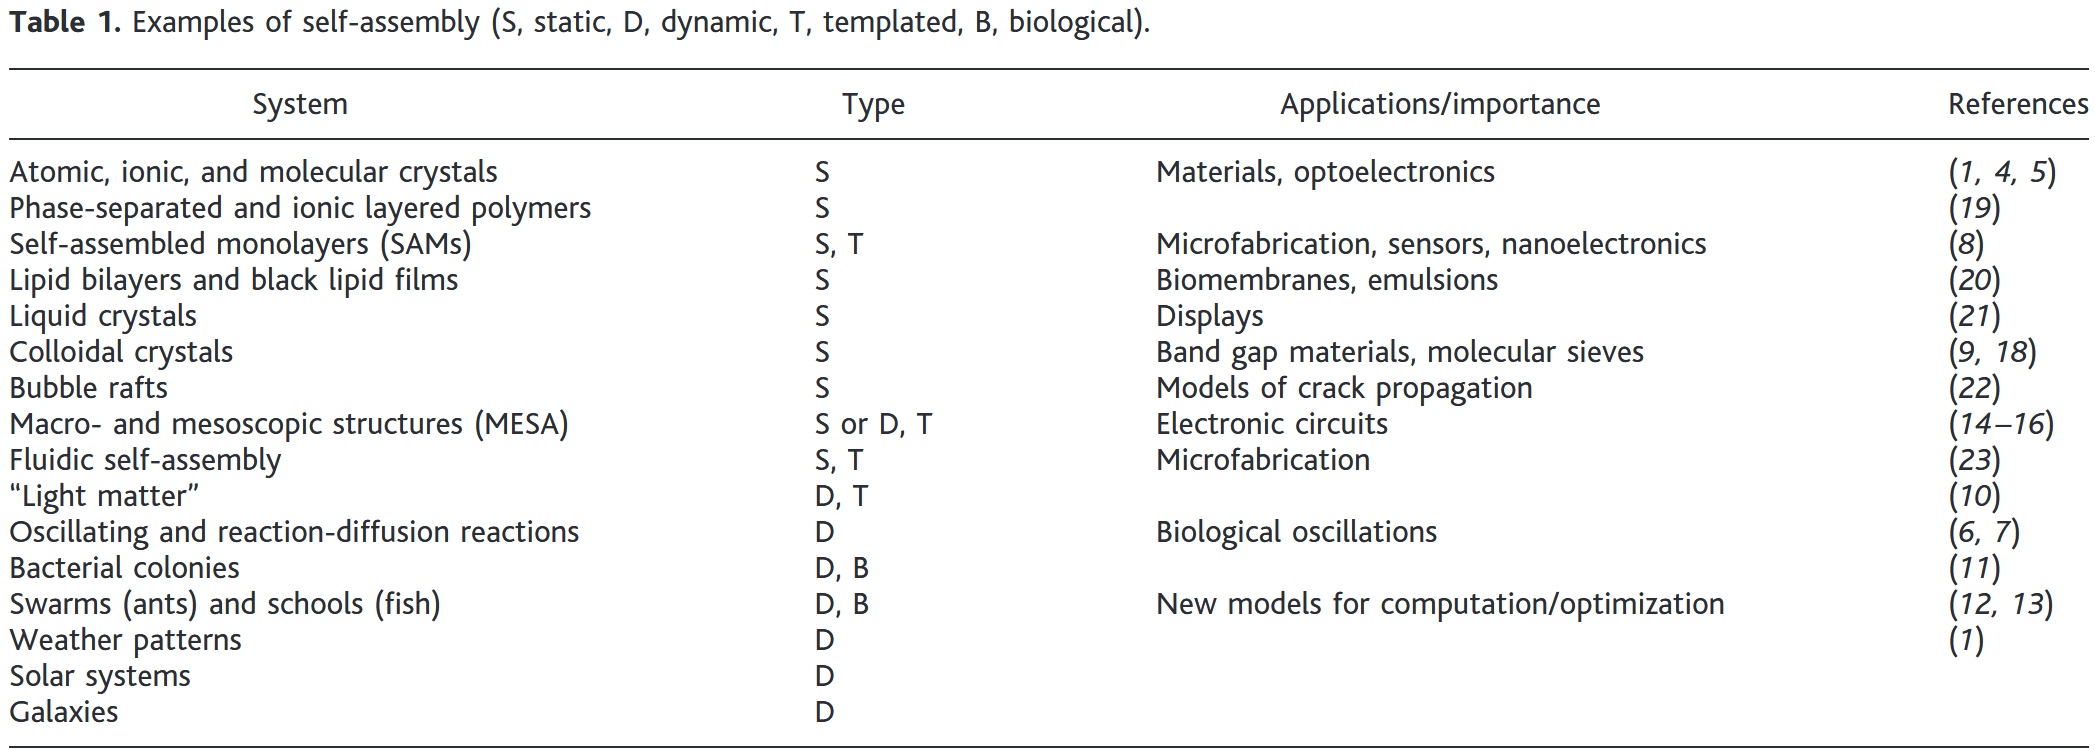 Table 1. Examples of self-assembly (S, static, D, dynamic, T, templated, B, biological).
System Type Applications/importance References
Atomic, ionic, and molecular crystals S Materials, optoelectronics (1, 4, 5)
Phase-separated and ionic layered polymers S (19)
Self-assembled monolayers (SAMs) S, T Microfabrication, sensors, nanoelectronics (8)
Lipid bilayers and black lipid films S Biomembranes, emulsions (20)
Liquid crystals S Displays (21)
Colloidal crystals S Band gap materials, molecular sieves (9, 18)
Bubble rafts S Models of crack propagation (22)
Macro- and mesoscopic structures (MESA) S or D, T Electronic circuits (14–16)
Fluidic self-assembly S, T Microfabrication (23)
“Light matter” D, T (10)
Oscillating and reaction-diffusion reactions D Biological oscillations (6, 7)
Bacterial colonies D, B (11)
Swarms (ants) and schools (fish) D, B New models for computation/optimization (12, 13)
Weather patterns D (1)
Solar systems D
Galaxies D